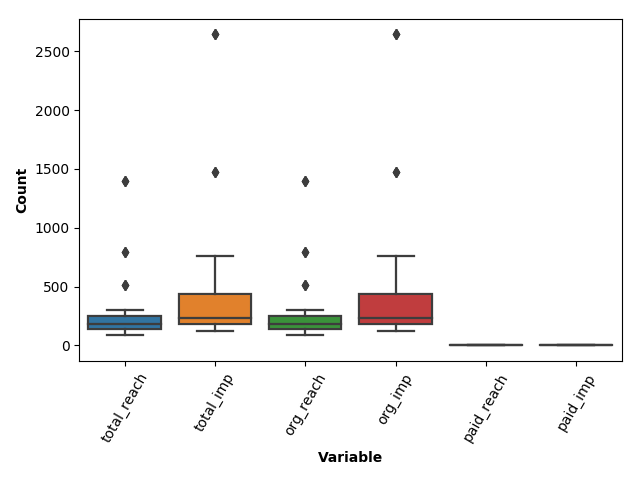 2500
2000
1500
1000
500
0
Count
total_reach
total_imp
org_reach
org_imp
paid_reach
paid_imp
Variable